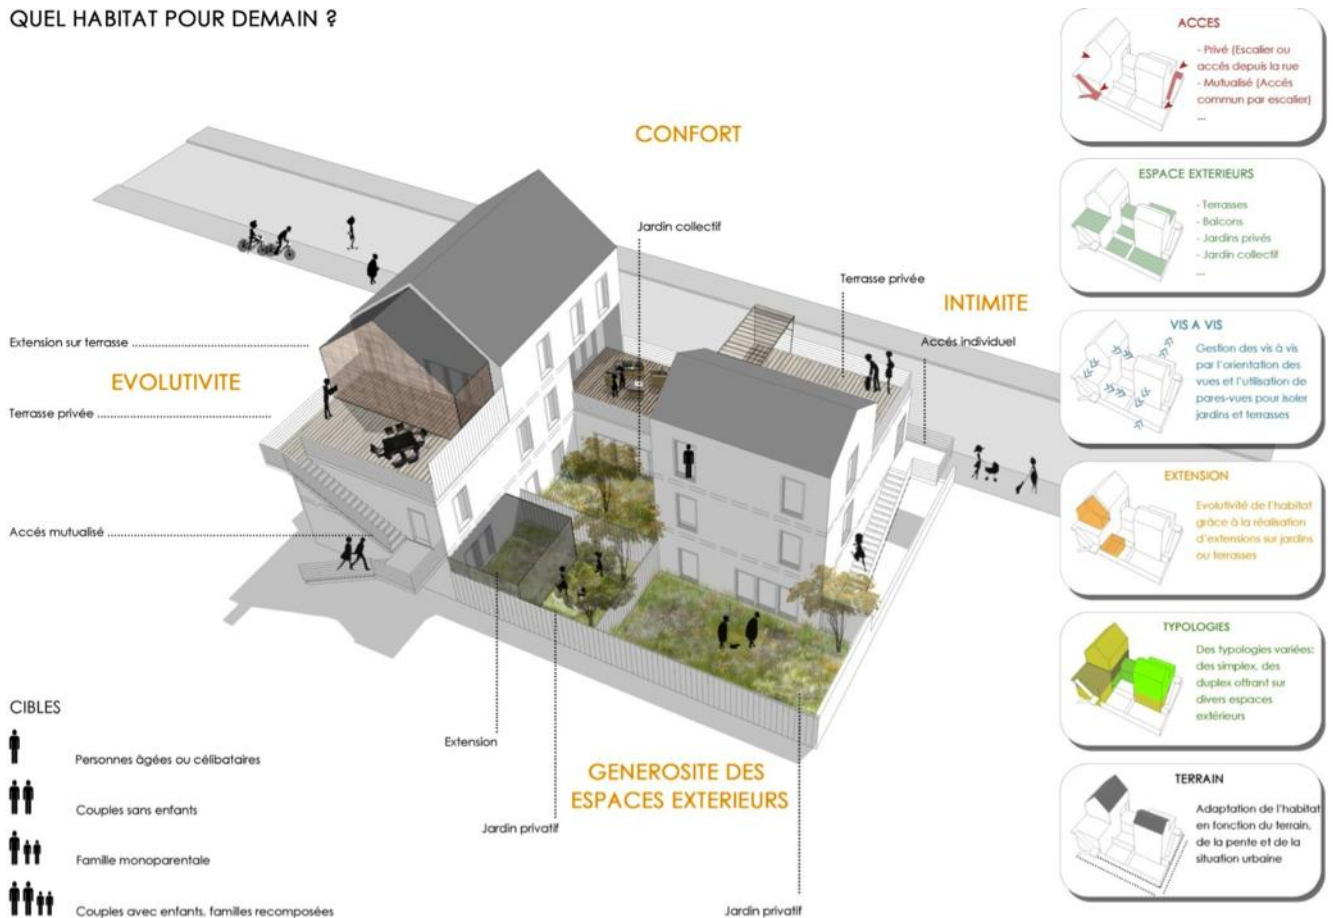 QUEL HABITAT POUR DEMAIN ?
CONFORT
Jardin collectif
Terrasse privée
INTIMITE
Accés individuel
Extension sur terrasse
EVOLUTIVITE
Terrasse privée
Accés mutualisé
CIBLES
Personnes âgées ou célibataires
Couples sans enfants
Famille monoparentale
Couples avec enfants, familles recomposées
Extension
GENEROSITE DES
ESPACES EXTERIEURS
Jardin privatif
Jardin privatif
ACCES
- Privé (Escalier ou
accés depuis la rue
- Mutualisé (Accés
commun par escalier)
...
ESPACE EXTERIEURS
- Terrasses
- Balcons
- Jardins privés
- Jardin collectif
...
VIS A VIS
Gestion des vis à vis
par l'orientation des
vues et l'utilisation de
pares-vues pour isoler
jardins et terrasses
EXTENSION
Evolutivité de l'habitat
grâce à la réalisation
d'extensions sur jardins
ou terrasses
TYPOLOGIES
Des typologies variées:
des simplex, des
duplex offrant sur
divers espaces
extérieurs
TERRAIN
Adaptation de l'habitat
en fonction du terrain,
de la pente et de la
situation urbaine